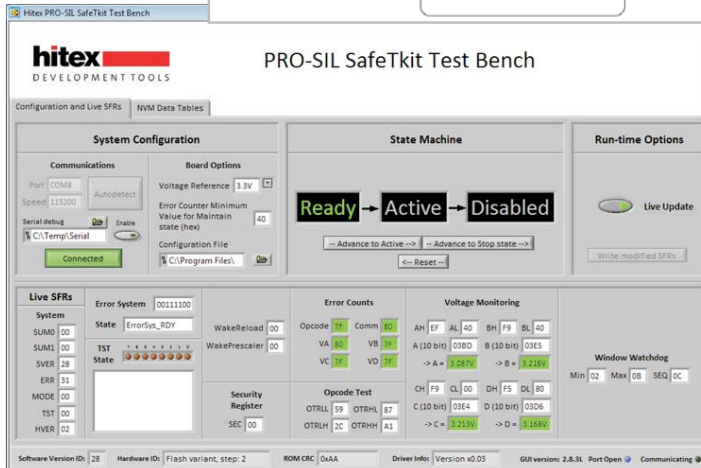 Hitex PRO-SIL SafeTkit Test Bench
hitex
DEVELOPMENT TOOLS
PRO-SIL SafeTkit Test Bench
Configuration and Live SFRs NVM Data Tables
System Configuration
Communications
Port COM8
Speed 115200
Autodetect
Serial debug
Enable
C:\Temp\Serial
Connected
Board Options
Voltage Reference 3.3V
Error Counter Minimum
Value for Maintain
state (hex)
40
Configuration File
C:\Program Files\
State Machine
Ready Active Disabled
-- Advance to Active --> -- Advance to Stop state -->
<-- Reset --
Run-time Options
Live Update
Write modified SFRs
Live SFRs
System
SUM0 00
SUM1 00
SVER 28
ERR 31
MODE 00
TST 00
HVER 02
Error System 00111100
State ErrorSys_RDY
TST
State
WakeReload 00
WakePrescaler 00
Security
Register
SEC 00
Error Counts
Opcode 7F Comm 80
VA 80 VB 7F
VC 7F VD 7F
Opcode Test
OTRLL 59 OTRHL 87
OTRLH 2C OTRHH A1
Voltage Monitoring
AH EF AL 40 BH F9 BL 40
A (10 bit) 03BD B (10 bit) 03E5
-> A = 3.087V -> B = 3.216V
CH F9 CL 00 DH F5 DL 80
C (10 bit) 03E4 D (10 bit) 03D6
-> C = 3.213V -> D = 3.168V
Window Watchdog
Min 02 Max 0B SEQ 0C
Software Version ID: 28 Hardware ID: Flash variant, step: 2 ROM CRC 0xAA Driver Info: Version x0.03 GUI version: 2.8.3L Port Open Communicating